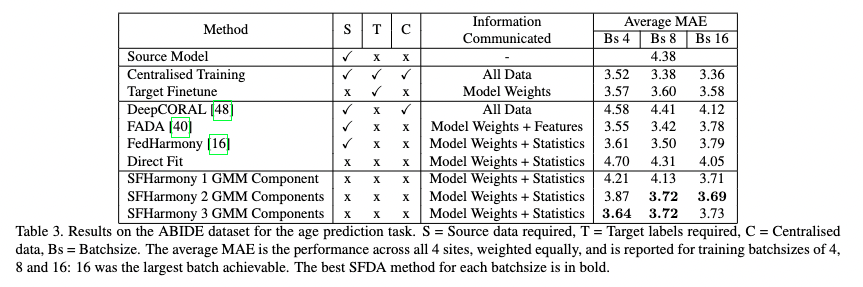 Method S T C Information Communicated Average MAE
Bs 4 Bs 8 Bs 16
Source Model ✓ x x - 4.38
Centralised Training ✓ ✓ ✓ All Data 3.52 3.38 3.36
Target Finetune x ✓ x Model Weights 3.57 3.60 3.58
DeepCORAL [48] ✓ x ✓ All Data 4.58 4.41 4.12
FADA [40] ✓ x x Model Weights + Features 3.55 3.42 3.78
FedHarmony [16] ✓ x x Model Weights + Statistics 3.61 3.50 3.79
Direct Fit x x x Model Weights + Statistics 4.70 4.31 4.05
SFHarmony 1 GMM Component x x x Model Weights + Statistics 4.21 4.13 3.71
SFHarmony 2 GMM Components x x x Model Weights + Statistics 3.87 3.72 3.69
SFHarmony 3 GMM Components x x x Model Weights + Statistics 3.64 3.72 3.73
Table 3. Results on the ABIDE dataset for the age prediction task. S = Source data required, T = Target labels required, C = Centralised
data, Bs = Batchsize. The average MAE is the performance across all 4 sites, weighted equally, and is reported for training batchsizes of 4,
8 and 16: 16 was the largest batch achievable. The best SFDA method for each batchsize is in bold.